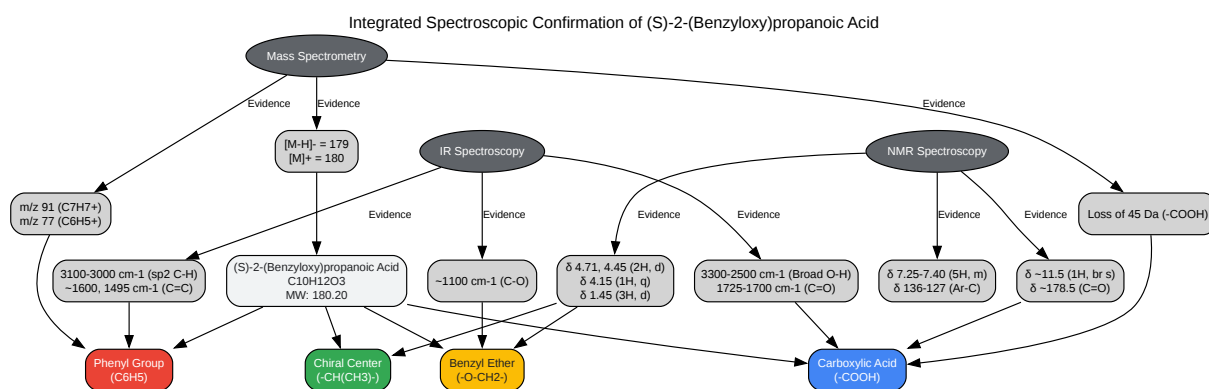 Integrated Spectroscopic Confirmation of (S)-2-(Benzyloxy)propanoic Acid
Mass Spectrometry
Evidence
Evidence
Evidence
[M-H]- = 179
[M]+ = 180
IR Spectroscopy
NMR Spectroscopy
m/z 91 (C7H7+)
m/z 77 (C6H5+)
Evidence
Evidence
Evidence
Evidence
Evidence
Loss of 45 Da (-COOH)
3100-3000 cm-1 (sp2 C-H)
~1600, 1495 cm-1 (C=C)
(S)-2-(Benzyloxy)propanoic Acid
C10H12O3
MW: 180.20
~1100 cm-1 (C-O)
δ 4.71, 4.45 (2H, d)
δ 4.15 (1H, q)
δ 1.45 (3H, d)
3300-2500 cm-1 (Broad O-H)
1725-1700 cm-1 (C=O)
δ 7.25-7.40 (5H, m)
δ 136-127 (Ar-C)
δ ~11.5 (1H, br s)
δ ~178.5 (C=O)
Phenyl Group
(C6H5)
Chiral Center
(-CH(CH3)-)
Benzyl Ether
(-O-CH2-)
Carboxylic Acid
(-COOH)